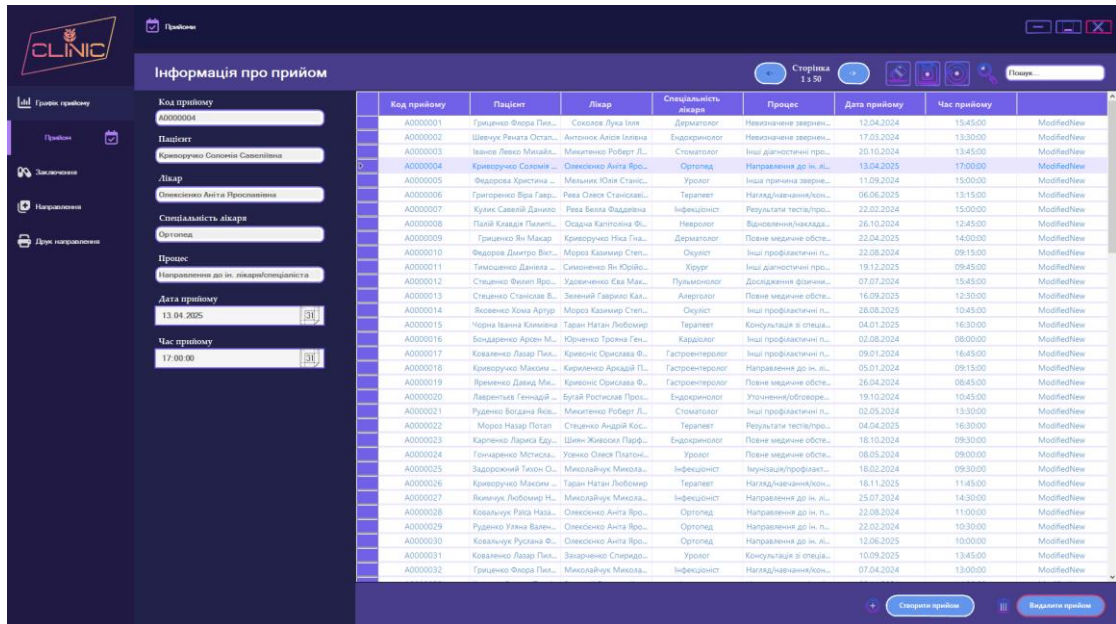 CLINIC
Прийоми
Інформація про прийом
Сторінка
1 з 50
Пошук...
Графік прийому
Прийом
Заключення
Направлення
Друк направлення
Код прийому
A0000004
Пацієнт
Криворучко Соломія Савеліївна
Лікар
Олексієнко Аніта Ярославівна
Спеціальність лікаря
Ортопед
Процес
Направлення до ін. лікаря/спеціаліста
Дата прийому
13.04.2025
Час прийому
17:00:00
Код прийому Пацієнт Лікар Спеціальність лікаря Процес Дата прийому Час прийому
A0000001 Гриценко Флора Пил... Соколов Лука Ілля Дерматолог Невизначене звернен... 12.04.2024 15:45:00 ModifiedNew
A0000002 Шевчук Рената Остап... Антонюк Алісія Іллівна Ендокринолог Невизначене звернен... 17.03.2024 13:30:00 ModifiedNew
A0000003 Іванов Левко Михайл... Микитенко Роберт Л... Стоматолог Інші діагностичні про... 20.10.2024 13:45:00 ModifiedNew
A0000004 Криворучко Соломія ... Олексієнко Аніта Яро... Ортопед Направлення до ін. лі... 13.04.2025 17:00:00 ModifiedNew
A0000005 Федорова Христина ... Мельник Юлія Станіс... Уролог Інша причина зверне... 11.09.2024 15:00:00 ModifiedNew
A0000006 Григоренко Віра Гавр... Рева Олеся Станіславі... Терапевт Нагляд/навчання/кон... 06.06.2025 13:15:00 ModifiedNew
A0000007 Кулик Савелій Данило Рева Белла Фаддеївна Інфекціоніст Результати тестів/про... 22.02.2024 15:00:00 ModifiedNew
A0000008 Палій Клавдія Пилипі... Осадча Капітоліна Ф... Невролог Відновлення/наклада... 26.10.2024 12:45:00 ModifiedNew
A0000009 Гриценко Ян Макар Криворучко Ніка Гна... Дерматолог Повне медичне обсте... 22.04.2025 14:00:00 ModifiedNew
A0000010 Федоров Дмитро Вікт... Мороз Казимир Степ... Окуліст Інші профілактичні п... 22.08.2024 09:15:00 ModifiedNew
A0000011 Тимошенко Даніела ... Симоненко Ян Юрійо... Хірург Інші діагностичні про... 19.12.2025 09:45:00 ModifiedNew
A0000012 Стеценко Филип Яро... Удовиченко Єва Мак... Пульмонолог Дослідження фізични... 07.07.2024 15:45:00 ModifiedNew
A0000013 Стеценко Станіслав В... Зелений Гаврило Кал... Алерголог Повне медичне обсте... 16.09.2025 12:30:00 ModifiedNew
A0000014 Яковенко Хома Артур Мороз Казимир Степ... Окуліст Інші профілактичні п... 28.08.2025 10:45:00 ModifiedNew
A0000015 Чорна Іванна Климівна Таран Натан Любомир Терапевт Консультація зі спеціа... 04.01.2025 16:30:00 ModifiedNew
A0000016 Бондаренко Арсен М... Юрченко Трояна Ген... Кардіолог Інші профілактичні п... 02.08.2024 08:00:00 ModifiedNew
A0000017 Коваленко Лазар Пил... Кривоніс Орислава Ф... Гастроентеролог Інші профілактичні п... 09.01.2024 16:45:00 ModifiedNew
A0000018 Криворучко Максим ... Кириленко Аркадій П... Гастроентеролог Направлення до ін. лі... 05.01.2024 09:15:00 ModifiedNew
A0000019 Яременко Давид Ми... Кривоніс Орислава Ф... Гастроентеролог Повне медичне обсте... 26.04.2024 08:45:00 ModifiedNew
A0000020 Лаврентьєв Геннадій ... Бугай Ростислав Прох... Ендокринолог Уточнення/обговоре... 19.10.2024 10:45:00 ModifiedNew
A0000021 Руденко Богдана Яків... Микитенко Роберт Л... Стоматолог Інші профілактичні п... 02.05.2024 13:30:00 ModifiedNew
A0000022 Мороз Назар Потап Стеценко Андрій Кос... Терапевт Результати тестів/про... 04.04.2025 16:30:00 ModifiedNew
A0000023 Карпенко Лариса Еду... Шиян Живосил Парф... Ендокринолог Повне медичне обсте... 18.10.2024 09:30:00 ModifiedNew
A0000024 Гончаренко Мстисла... Усенко Олеся Платоні... Уролог Повне медичне обсте... 08.05.2024 09:00:00 ModifiedNew
A0000025 Задорожний Тихон О... Миколайчук Микола... Інфекціоніст Імунізація/профілакт... 18.02.2024 09:30:00 ModifiedNew
A0000026 Криворучко Максим ... Таран Натан Любомир Терапевт Нагляд/навчання/кон... 18.11.2025 11:45:00 ModifiedNew
A0000027 Якимчук Любомир Н... Миколайчук Микола... Інфекціоніст Направлення до ін. лі... 25.07.2024 14:30:00 ModifiedNew
A0000028 Ковальчук Раїса Наза... Олексієнко Аніта Яро... Ортопед Направлення до ін. п... 22.08.2024 11:00:00 ModifiedNew
A0000029 Руденко Уляна Вален... Олексієнко Аніта Яро... Ортопед Направлення до ін. п... 22.02.2024 10:30:00 ModifiedNew
A0000030 Ковальчук Руслана Ф... Олексієнко Аніта Яро... Ортопед Направлення до ін. лі... 12.06.2025 10:00:00 ModifiedNew
A0000031 Коваленко Лазар Пил... Захарченко Спиридо... Уролог Консультація зі спеціа... 10.09.2025 13:45:00 ModifiedNew
A0000032 Гриценко Флора Пил... Миколайчук Микола... Інфекціоніст Нагляд/навчання/кон... 07.04.2024 13:00:00 ModifiedNew
Створити прийом
Видалити прийом